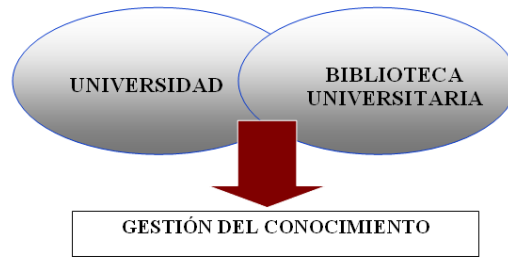 UNIVERSIDAD
BIBLIOTECA
UNIVERSITARIA
GESTIÓN DEL CONOCIMIENTO